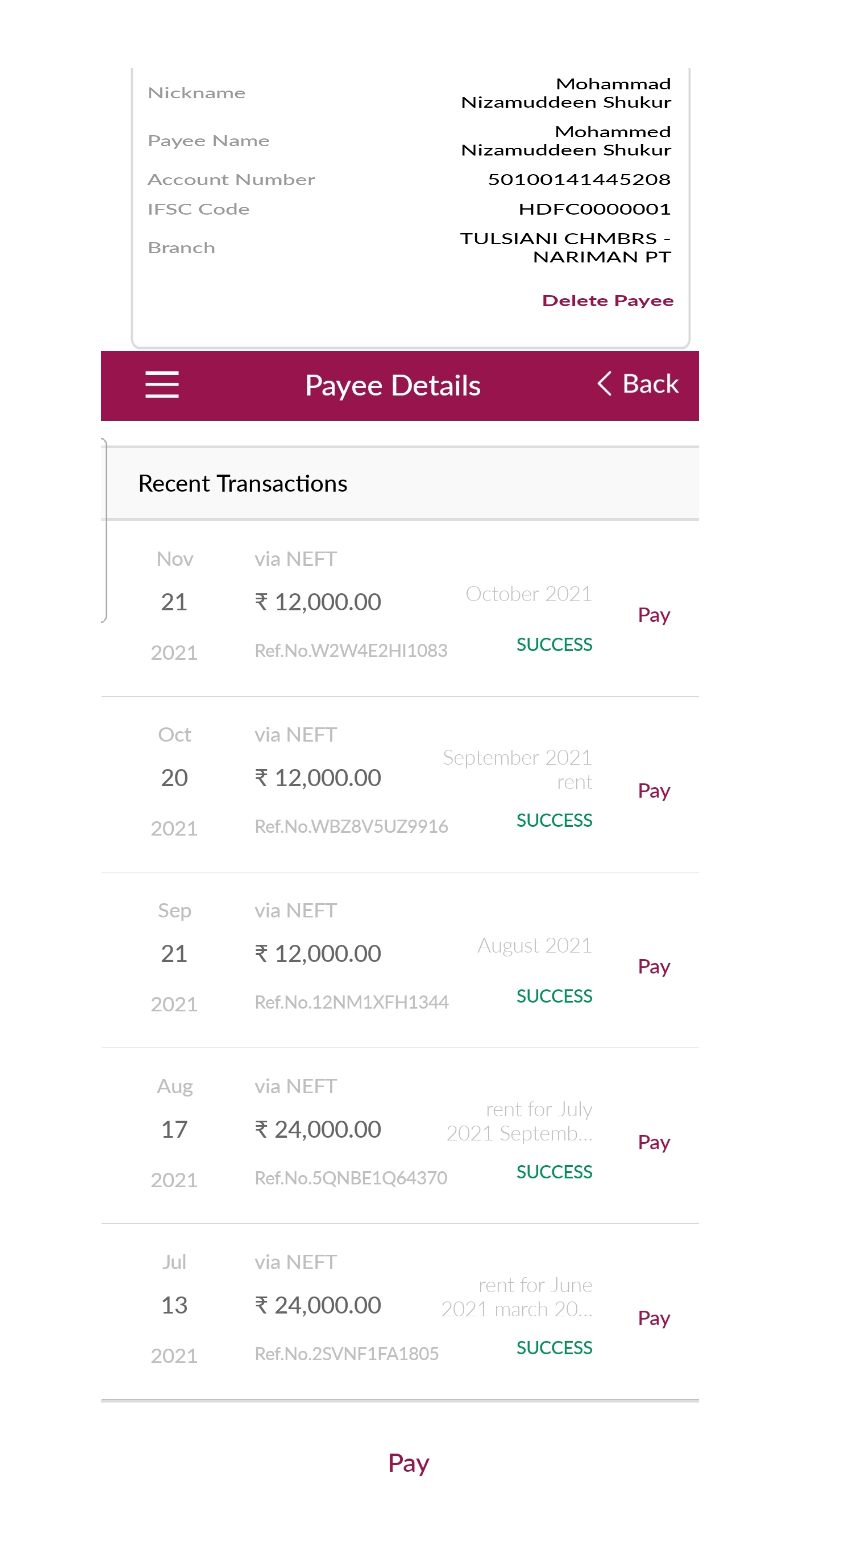 Nickname
Mohammad
Nizamuddeen Shukur
Payee Name
Mohammed
Nizamuddeen Shukur
Account Number 50100141445208
IFSC Code HDFC0000001
Branch
TULSIANI CHMBRS -
NARIMAN PT
Delete Payee
Payee Details
Back
Recent Transactions
Nov via NEFT
21 ₹ 12,000.00 October 2021 Pay
2021 Ref.No.W2W4E2HI1083 SUCCESS
Oct via NEFT
20 ₹ 12,000.00 September 2021
rent Pay
2021 Ref.No.WBZ8V5UZ9916 SUCCESS
Sep via NEFT
21 ₹ 12,000.00 August 2021 Pay
2021 Ref.No.12NM1XFH1344 SUCCESS
Aug via NEFT
17 ₹ 24,000.00 rent for July
2021 Septemb... Pay
2021 Ref.No.5QNBE1Q64370 SUCCESS
Jul via NEFT
13 ₹ 24,000.00 rent for June
2021 march 20... Pay
2021 Ref.No.2SVNF1FA1805 SUCCESS
Pay